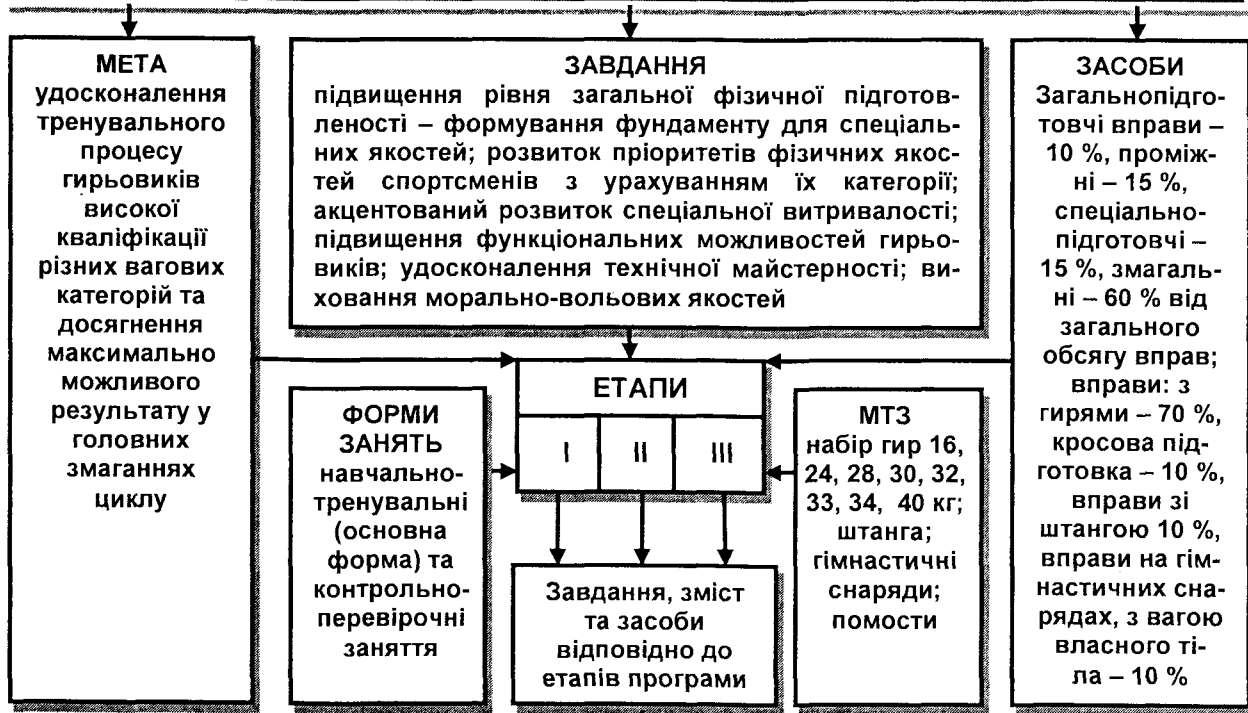 МЕТА
удосконалення
тренувального
процесу
гирьовиків
високої
кваліфікації
різних вагових
категорій та
досягнення
максимально
можливого
результату у
головних
змаганнях
циклу
ЗАВДАННЯ
підвищення рівня загальної фізичної підготов-
леності – формування фундаменту для спеціаль-
них якостей; розвиток пріоритетів фізичних якос-
тей спортсменів з урахуванням їх категорії;
акцентований розвиток спеціальної витривалості;
підвищення функціональних можливостей гирьо-
виків; удосконалення технічної майстерності; ви-
ховання морально-вольових якостей
ЗАСОБИ
Загальнопідго-
товчі вправи –
10 %, проміж-
ні – 15 %,
спеціально-
підготовчі –
15 %, змагаль-
ні – 60 % від
загального
обсягу вправ;
вправи: з
гирями – 70 %,
кросова під-
готовка – 10 %,
вправи зі
штангою 10 %,
вправи на гім-
настичних сна-
рядах, з вагою
власного ті-
ла – 10 %
ФОРМИ
ЗАНЯТЬ
навчально-
тренувальні
(основна
форма) та
контрольно-
перевірочні
заняття
ЕТАПИ
I II III
МТЗ
набір гир 16,
24, 28, 30, 32,
33, 34, 40 кг;
штанга;
гімнастичні
снаряди;
помости
Завдання, зміст
та засоби
відповідно до
етапів програми